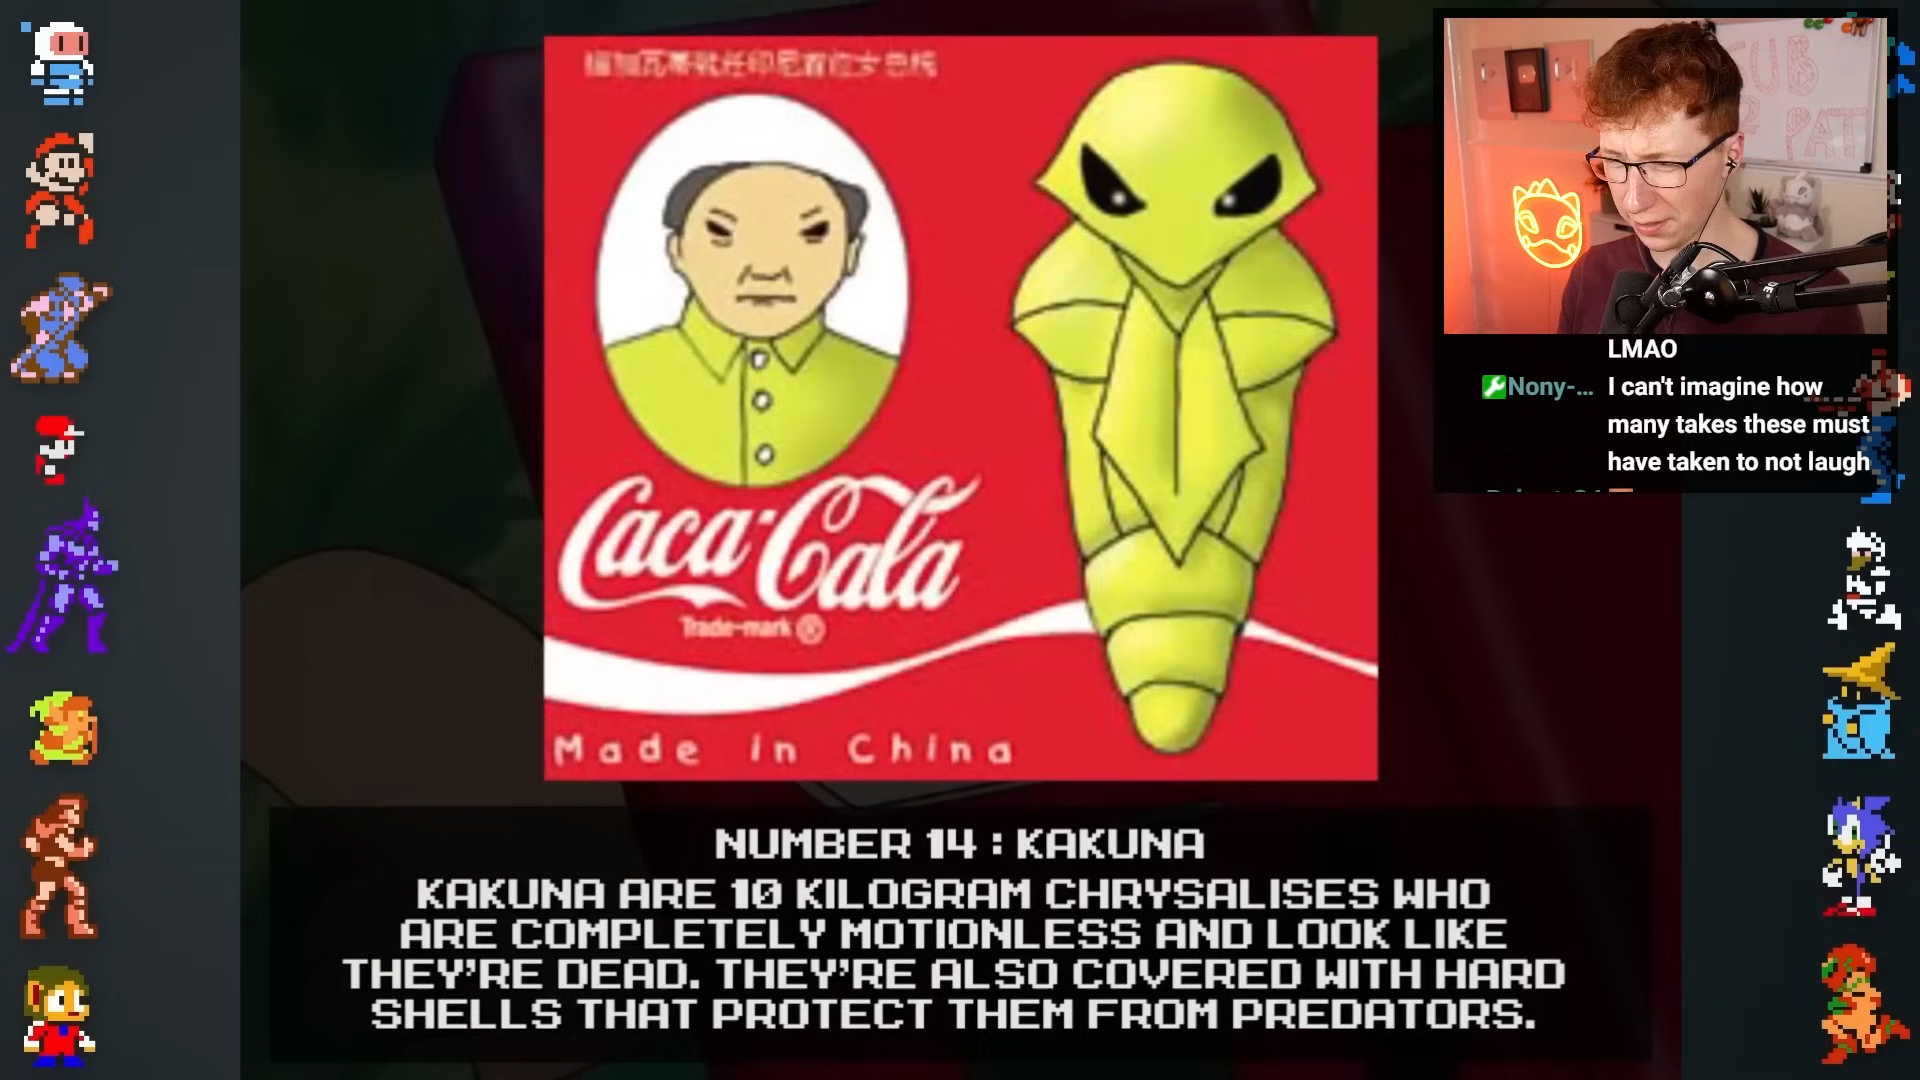 Caca-Cala
Trade-mark ®
Made in China
NUMBER 14 : KAKUNA
KAKUNA ARE 10 KILOGRAM CHRYSALISES WHO
ARE COMPLETELY MOTIONLESS AND LOOK LIKE
THEY'RE DEAD. THEY'RE ALSO COVERED WITH HARD
SHELLS THAT PROTECT THEM FROM PREDATORS.
PAT
LMAO
Nony-... I can't imagine how
many takes these must
have taken to not laugh